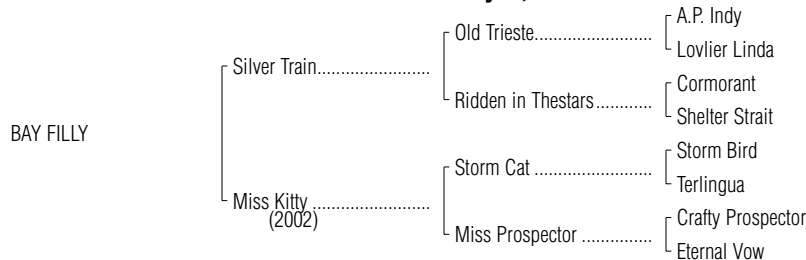 A.P. Indy
Old Trieste........................
Lovlier Linda
Silver Train.......................
Cormorant
Ridden in Thestars...........
Shelter Strait
BAY FILLY
Storm Bird
Storm Cat ........................
Terlingua
Miss Kitty ........................
(2002)
Crafty Prospector
Miss Prospector ..............
Eternal Vow